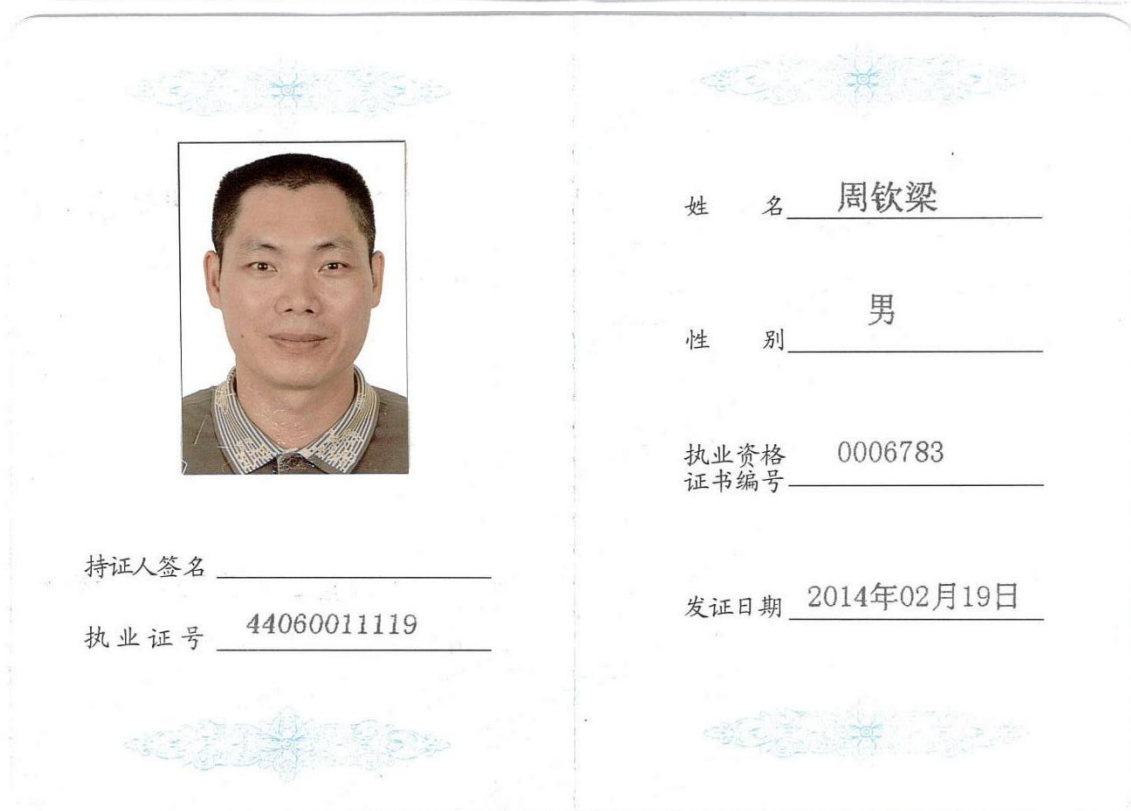 持证人签名
执业证号 44060011119
姓 名 周钦梁
性 别 男
执业资格 0006783
证书编号
发证日期 2014年02月19日